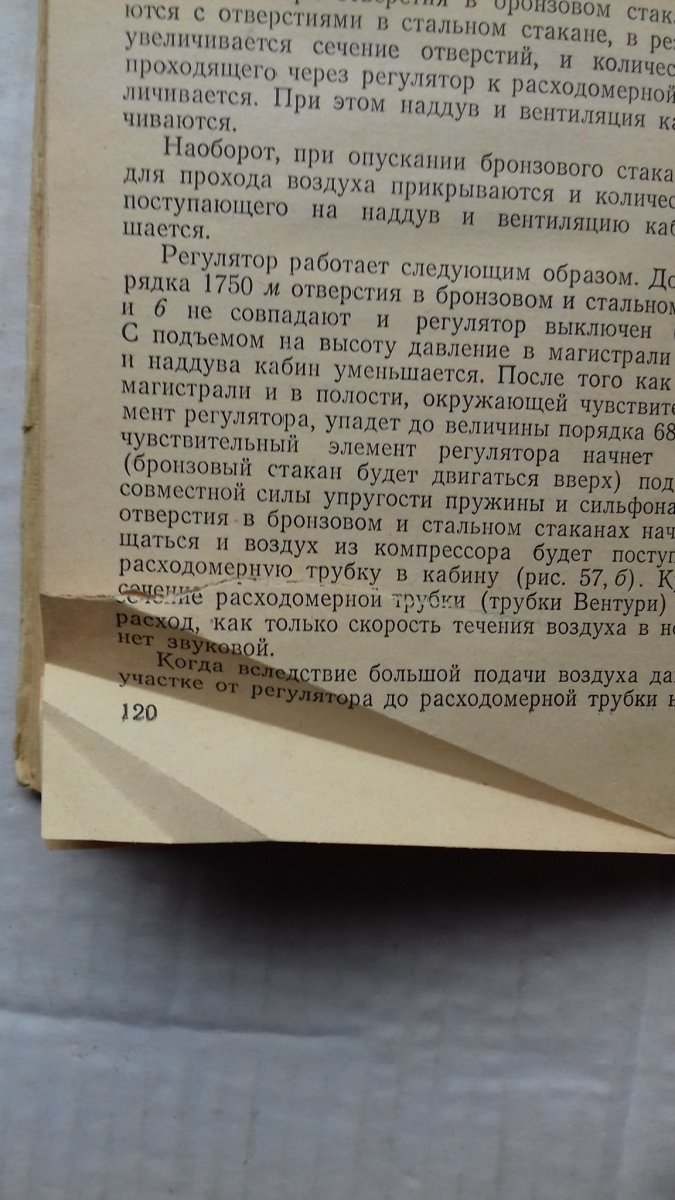 отверстия в бронзовом стак
ются с отверстиями в стальном стакане, в рез
увеличивается сечение отверстий, и количес
проходящего через регулятор к расходомерной
личивается. При этом наддув и вентиляция ка
чиваются.
Наоборот, при опускании бронзового стака
для прохода воздуха прикрываются и количес
поступающего на наддув и вентиляцию каб
шается.
Регулятор работает следующим образом. До
рядка 1750 м отверстия в бронзовом и стальном
и 6 не совпадают и регулятор выключен (
С подъемом на высоту давление в магистрали
и наддува кабин уменьшается. После того как
магистрали и в полости, окружающей чувствите
мент регулятора, упадет до величины порядка 68
чувствительный элемент регулятора начнет
(бронзовый стакан будет двигаться вверх) под
совместной силы упругости пружины и сильфона
отверстия в бронзовом и стальном стаканах нач
щаться и воздух из компрессора будет поступ
расходомерную трубку в кабину (рис. 57, б). К
сечение расходомерной трубки (трубки Вентури)
расход, как только скорость течения воздуха в не
нет звуковой.
Когда вследствие большой подачи воздуха да
участке от регулятора до расходомерной трубки н
120